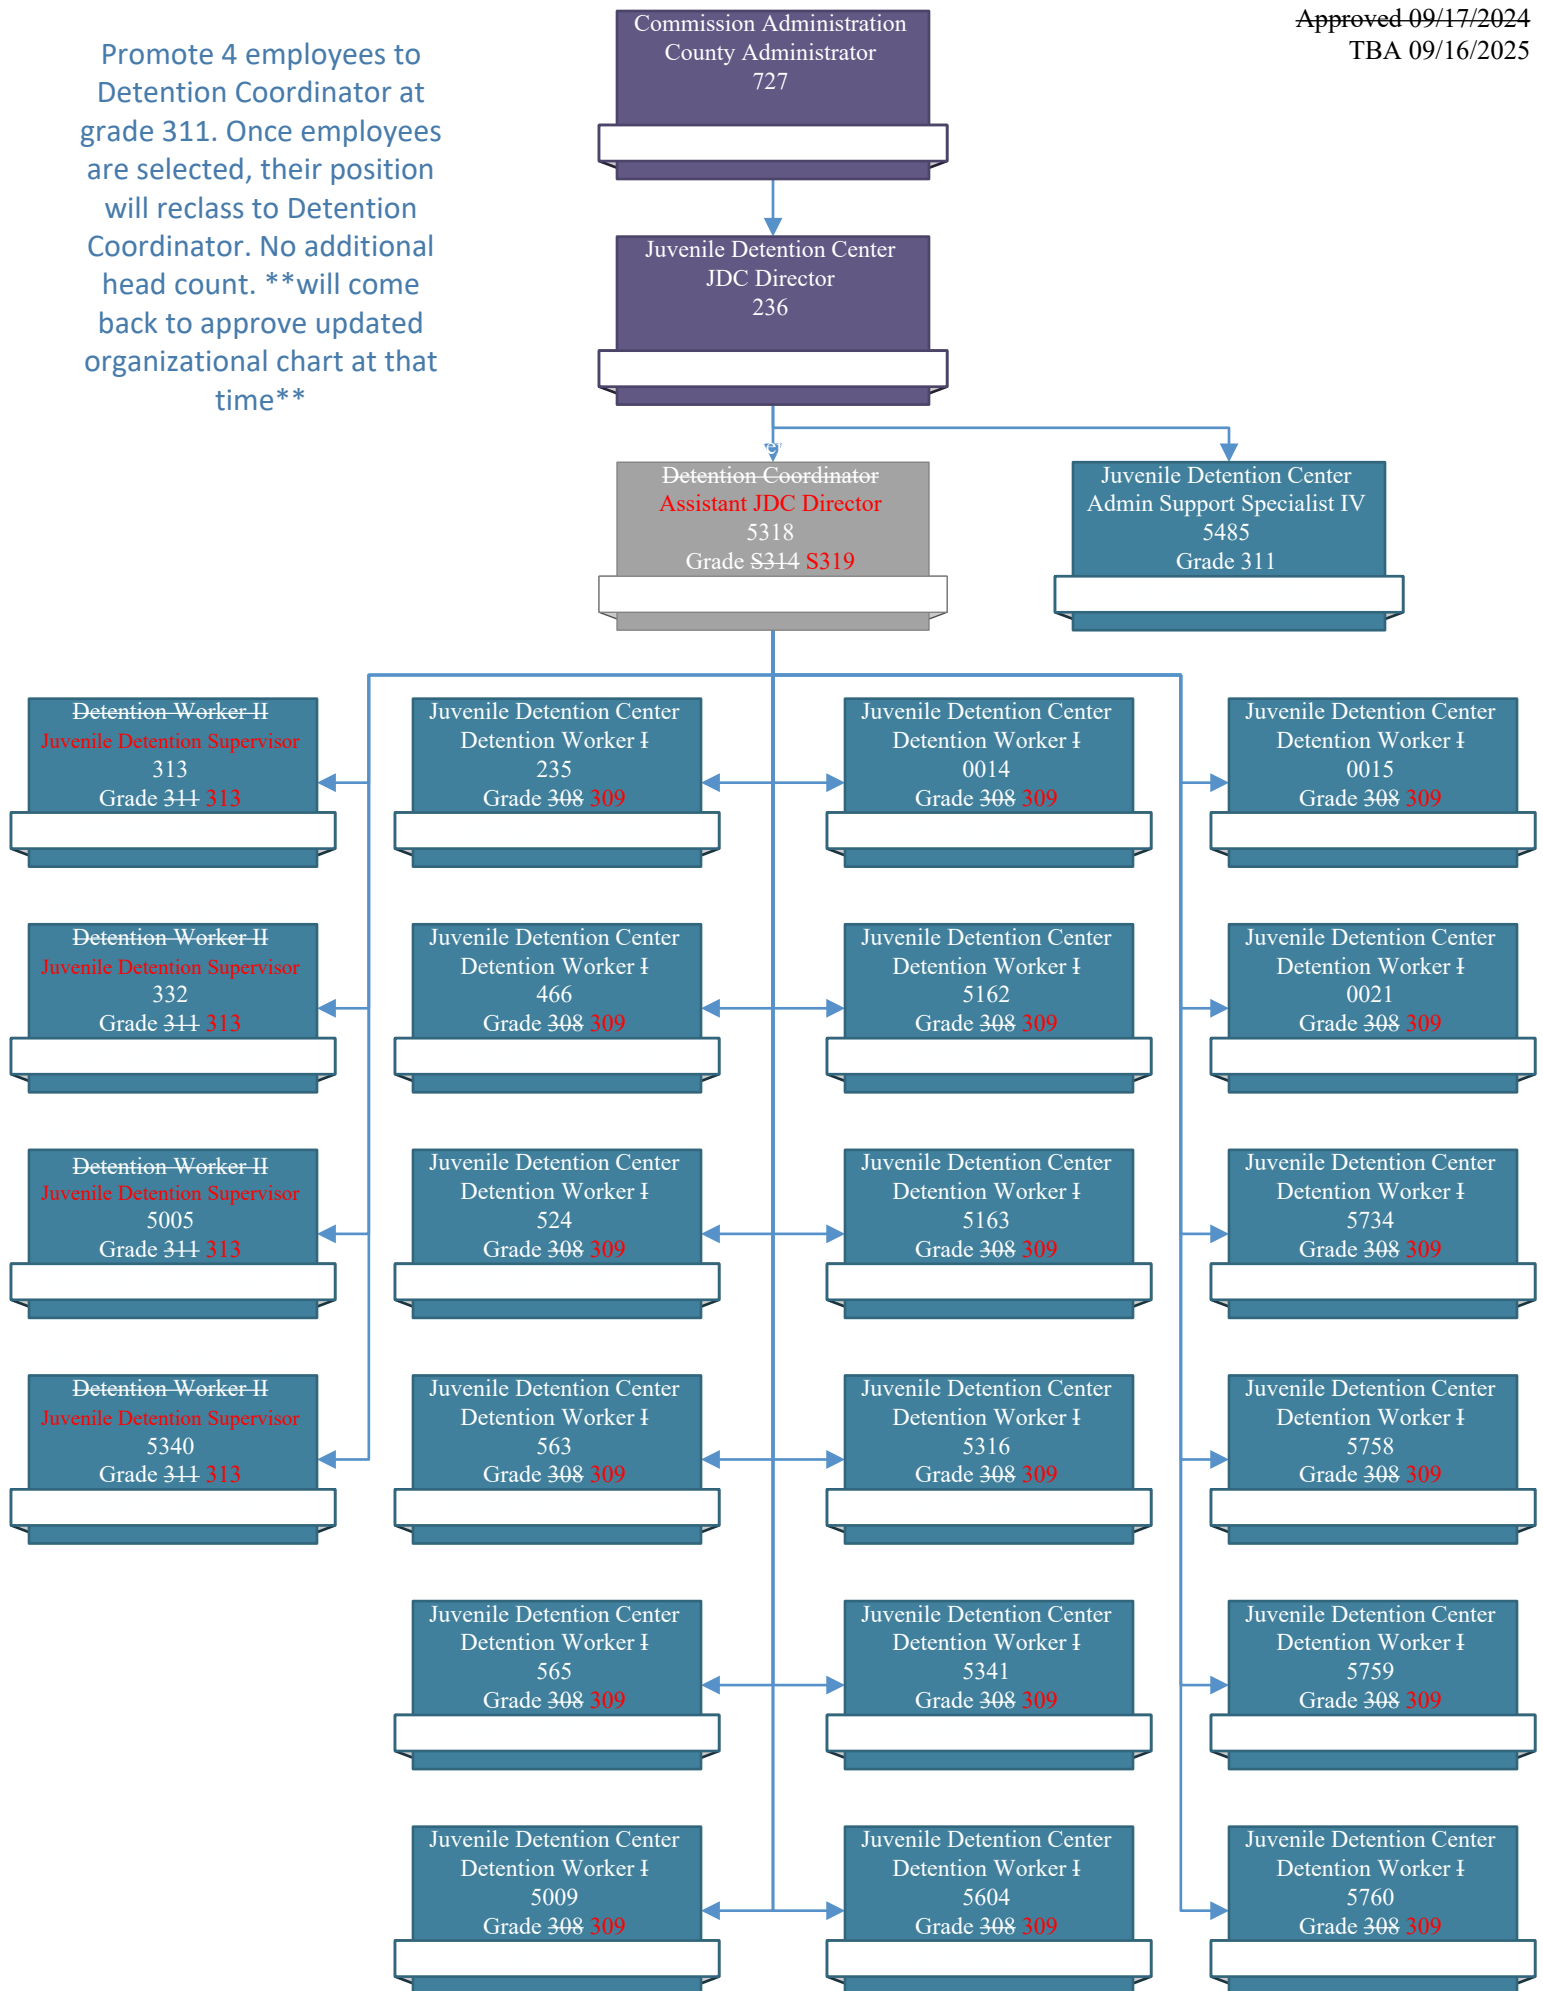 Approved 09/17/2024
TBA 09/16/2025
Promote 4 employees to
Detention Coordinator at
grade 311. Once employees
are selected, their position
will reclass to Detention
Coordinator. No additional
head count. **will come
back to approve updated
organizational chart at that
time**
Commission Administration
County Administrator
727
Juvenile Detention Center
JDC Director
236
Detention Coordinator
Assistant JDC Director
5318
Grade S314 S319
Juvenile Detention Center
Admin Support Specialist IV
5485
Grade 311
Detention Worker II
Juvenile Detention Supervisor
313
Grade 311 313
Juvenile Detention Center
Detention Worker I
235
Grade 308 309
Juvenile Detention Center
Detention Worker I
0014
Grade 308 309
Juvenile Detention Center
Detention Worker I
0015
Grade 308 309
Detention Worker II
Juvenile Detention Supervisor
332
Grade 311 313
Juvenile Detention Center
Detention Worker I
466
Grade 308 309
Juvenile Detention Center
Detention Worker I
5162
Grade 308 309
Juvenile Detention Center
Detention Worker I
0021
Grade 308 309
Detention Worker II
Juvenile Detention Supervisor
5005
Grade 311 313
Juvenile Detention Center
Detention Worker I
524
Grade 308 309
Juvenile Detention Center
Detention Worker I
5163
Grade 308 309
Juvenile Detention Center
Detention Worker I
5734
Grade 308 309
Detention Worker II
Juvenile Detention Supervisor
5340
Grade 311 313
Juvenile Detention Center
Detention Worker I
563
Grade 308 309
Juvenile Detention Center
Detention Worker I
5316
Grade 308 309
Juvenile Detention Center
Detention Worker I
5758
Grade 308 309
Juvenile Detention Center
Detention Worker I
565
Grade 308 309
Juvenile Detention Center
Detention Worker I
5341
Grade 308 309
Juvenile Detention Center
Detention Worker I
5759
Grade 308 309
Juvenile Detention Center
Detention Worker I
5009
Grade 308 309
Juvenile Detention Center
Detention Worker I
5604
Grade 308 309
Juvenile Detention Center
Detention Worker I
5760
Grade 308 309